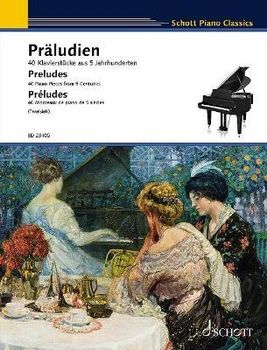 Schott Piano Classics
Präludien
40 Klavierstücke aus 5 Jahrhunderten
Preludes
40 Piano Pieces from 5 Centuries
Préludes
40 Morceaux de piano de 5 siècles
(Twelsiek)
ED 23405
SCHOTT